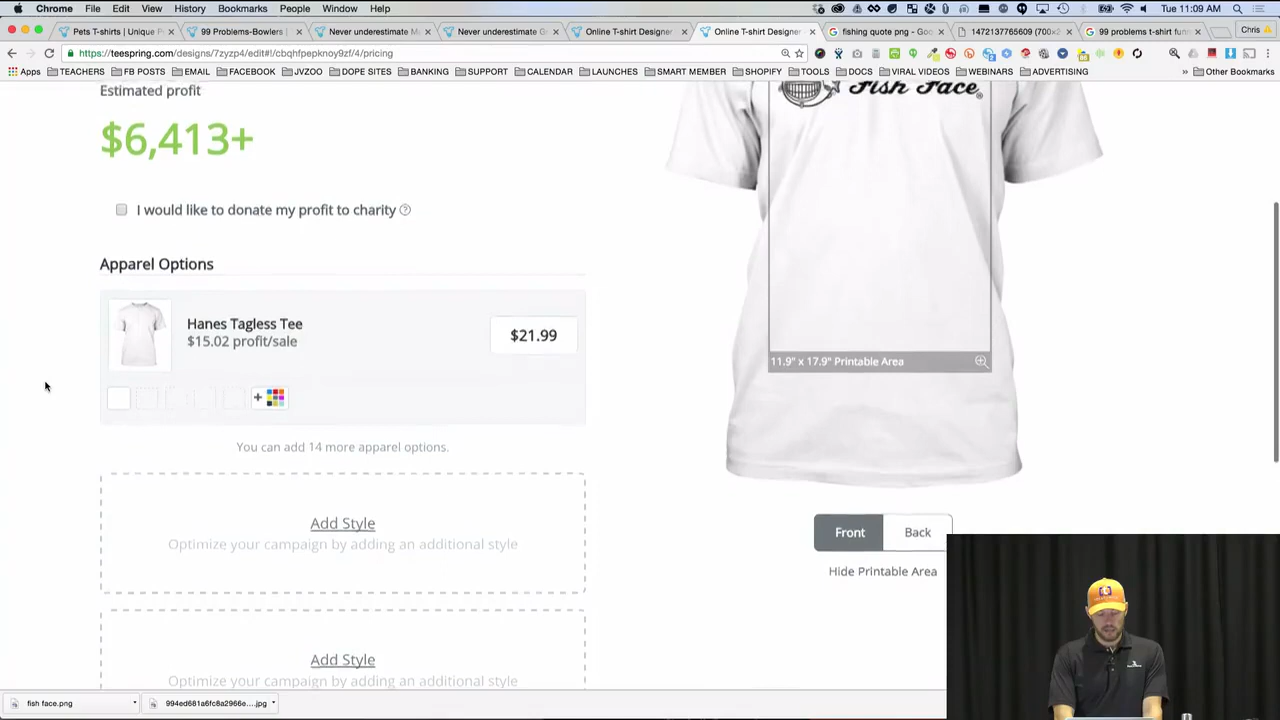 Chrome File Edit View History Bookmarks People Window Help
Tue 11:09 AM
Pets T-shirts | Unique F
99 Problems-Bowlers
Never underestimate M
Never underestimate G
Online T-shirt Designer
Online T-shirt Designer
fishing quote png - Goo
1472137765609 (700×2
99 problems t-shirt fun
Chris
https://teespring.com/designs/7zyzp4/edit#!/cbqhfpepknoy9zf/4/pricing
Apps TEACHERS FB POSTS EMAIL FACEBOOK JVZOO DOPE SITES BANKING SUPPORT CALENDAR LAUNCHES SMART MEMBER SHOPIFY TOOLS DOCS VIRAL VIDEOS WEBINARS ADVERTISING » Other Bookmarks
Estimated profit
$6,413+
I would like to donate my profit to charity ?
Apparel Options
Hanes Tagless Tee
$15.02 profit/sale
$21.99
+
You can add 14 more apparel options.
Add Style
Optimize your campaign by adding an additional style
Add Style
Optimize your campaign by adding an additional style
Fish Face®
11.9" x 17.9" Printable Area
Front Back
Hide Printable Area
fish face.png
994ed681a6fc8a2966e....jpg